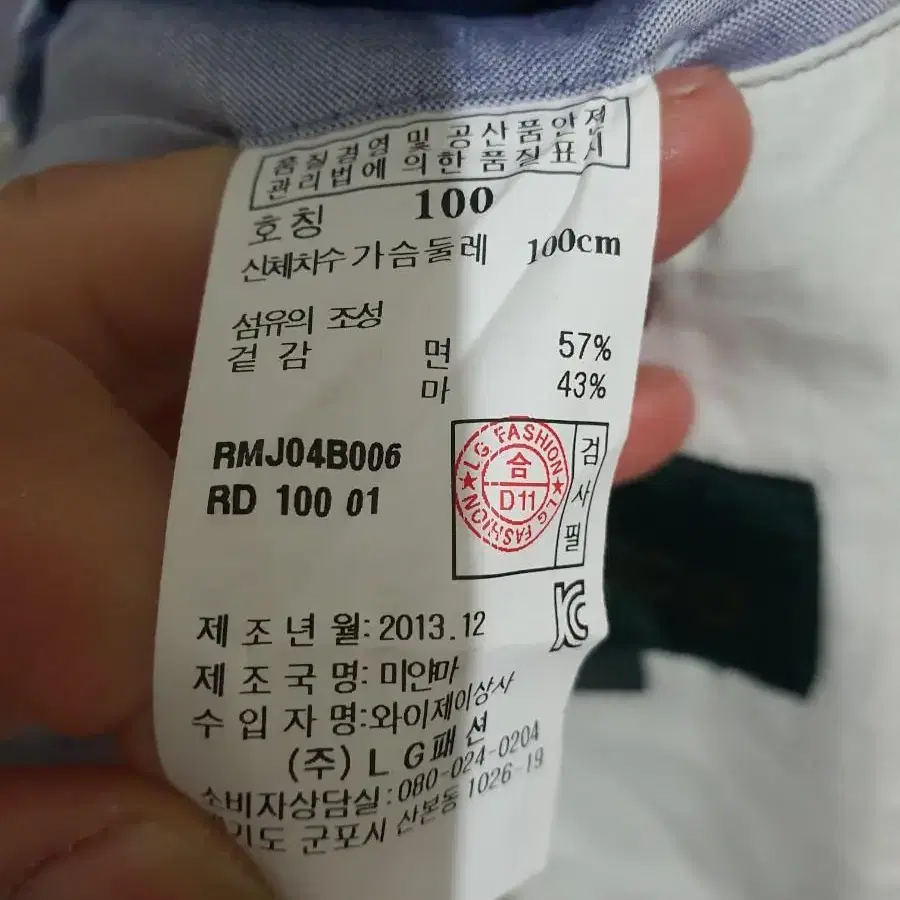 품질경영 및 공산품안전
관리법에 의한 품질표시
호칭 100
신체치수 가슴둘레 100cm
섬유의 조성
겉감 면 57%
마 43%
RMJ04B006
RD 100 01
LG FASHION ★ LG FASHION ★
合
D11
검사필
제조년월: 2013.12
제조국명: 미얀마
수입자명: 와이제이상사
(주) LG패션
소비자상담실: 080-024-0204
경기도 군포시 산본동 1026-19